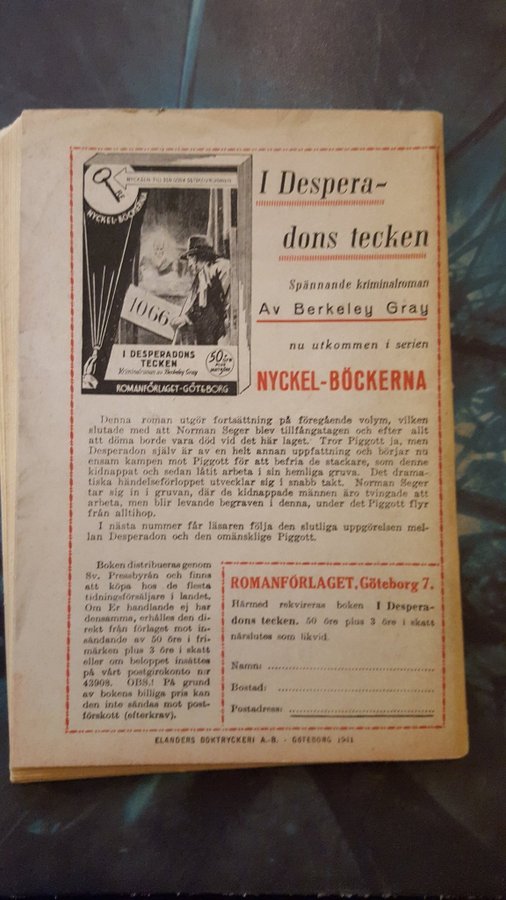 I Despera-
dons tecken
Spännande kriminalroman
Av Berkeley Gray
nu utkommen i serien
NYCKEL-BÖCKERNA
NYCKEL-BÖCKERNA
1066
I DESPERADONS
TECKEN
Kriminalroman av Berkeley Gray
50
ROMANFÖRLAGET-GÖTEBORG
Denna roman utgör fortsättning på föregående volym, vilken
slutade med att Norman Seger blev tillfångatagen och efter allt
att döma borde vara död vid det här laget. Tror Piggott ja, men
Desperadon själv är av en helt annan uppfattning och börjar nu
ensam kampen mot Piggott för att befria de stackare, som denne
kidnappat och sedan låtit arbeta i sin hemliga gruva. Det drama-
tiska händelseförloppet utvecklar sig i snabb takt. Norman Seger
tar sig in i gruvan, där de kidnappade männen äro tvingade att
arbeta, men blir levande begraven i denna, under det Piggott flyr
från alltihop.
I nästa nummer får läsaren följa den slutliga uppgörelsen mel-
lan Desperadon och den omänsklige Piggott.
Boken distribueras genom
Sv. Pressbyrån och finns
att köpa hos de flesta
tidningsförsäljare i landet.
Om Er handlande ej har
densamma, erhålles den di-
rekt från förlaget mot in-
sändande av 50 öre i fri-
märken plus 3 öre i skatt
eller om beloppet insättes
på vårt postgirokonto n:r
43908. OBS.! På grund
av bokens billiga pris kan
den inte sändas mot post-
förskott (efterkrav).
ROMANFÖRLAGET, Göteborg 7.
Härmed rekvireras boken I Despera-
dons tecken. 50 öre plus 3 öre i skatt
närslutes som likvid.
Namn:
Bostad:
Postadress:
ELANDERS BOKTRYCKERI A.-B. - GÖTEBORG 1941